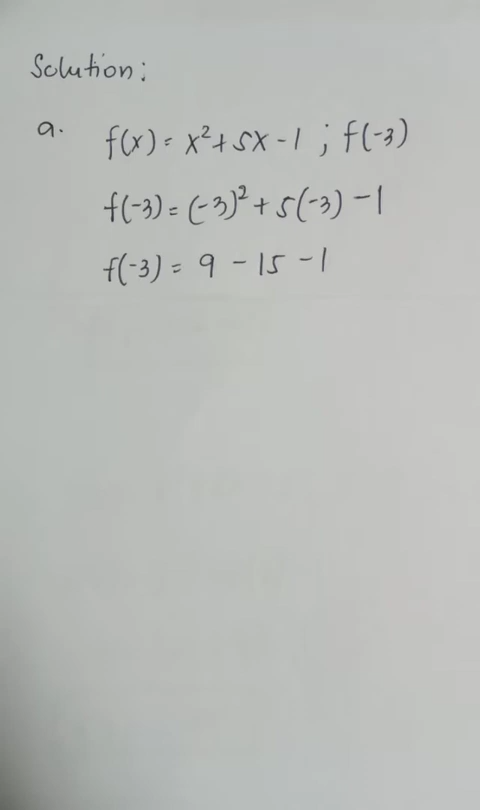 Solution:
a. f(x) = x²+5x-1 ; f(-3)
f(-3) = (-3)² + 5(-3) - 1
f(-3) = 9 - 15 - 1